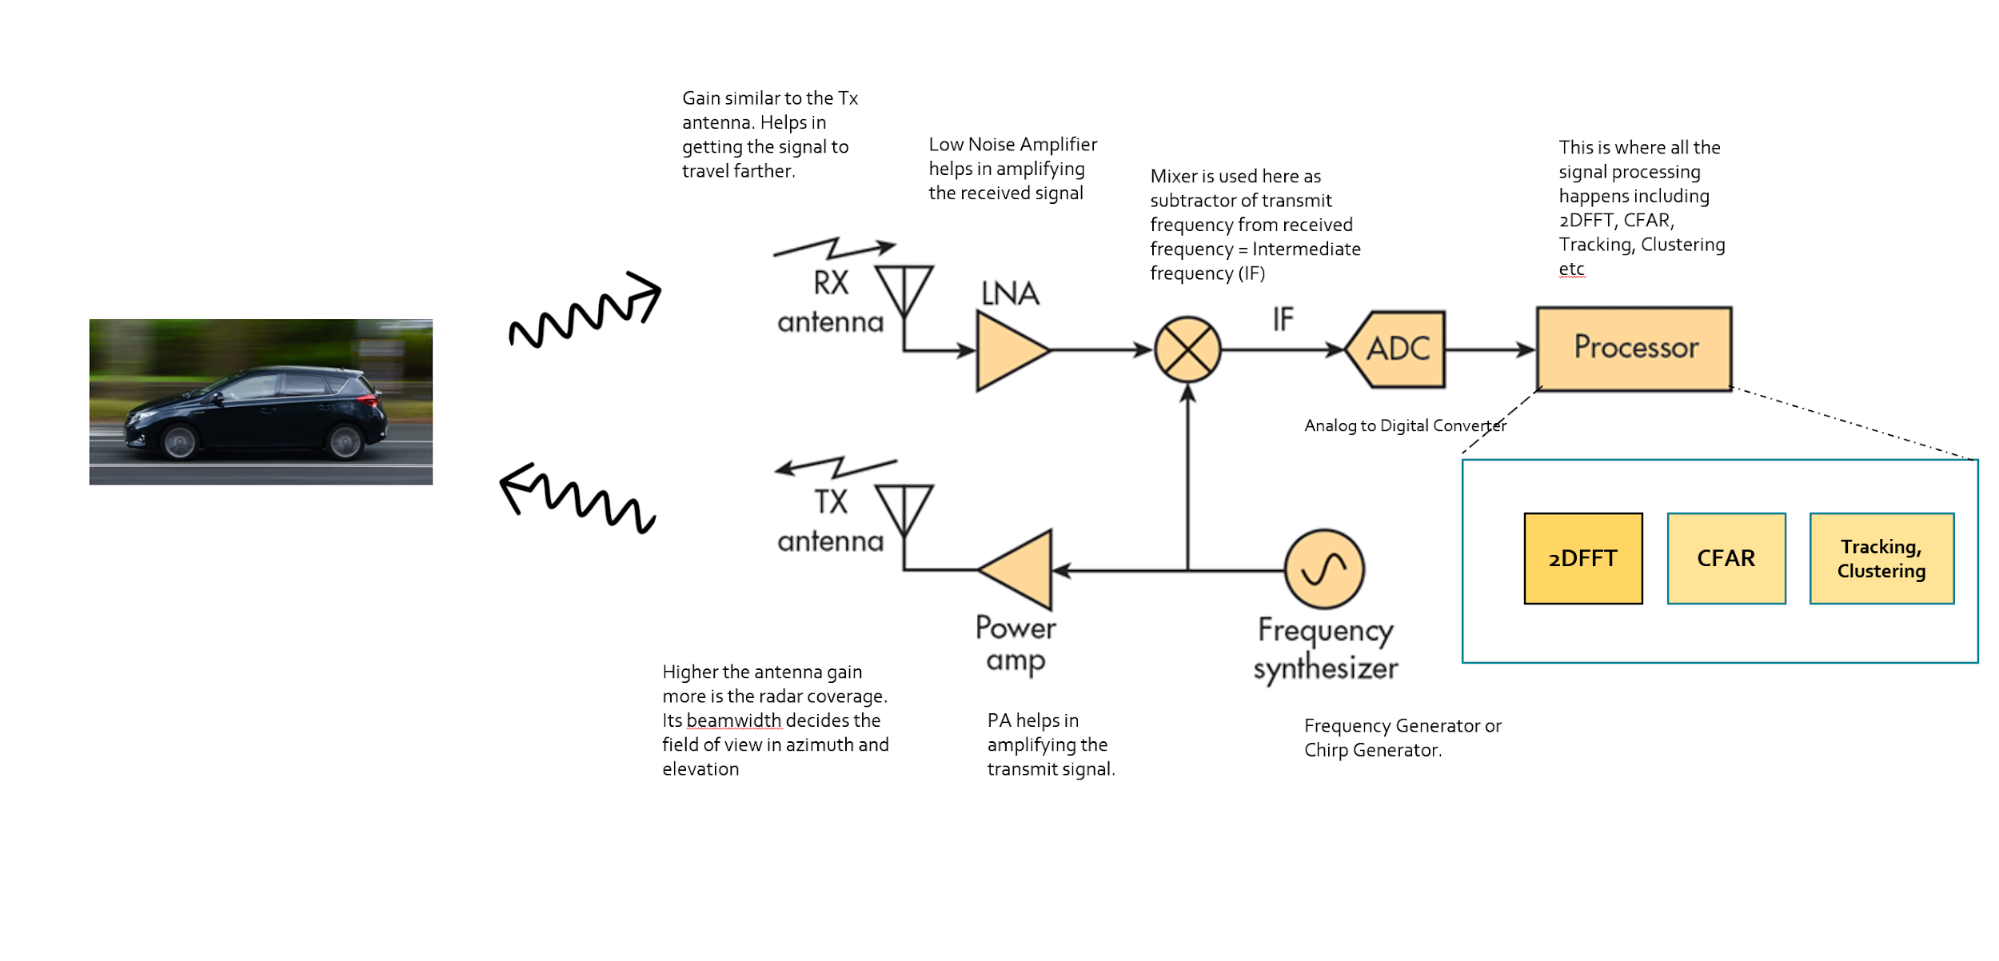 Gain similar to the Tx
antenna. Helps in
getting the signal to
travel farther.
Low Noise Amplifier
helps in amplifying
the received signal
Mixer is used here as
subtractor of transmit
frequency from received
frequency = Intermediate
frequency (IF)
This is where all the
signal processing
happens including
2DFFT, CFAR,
Tracking, Clustering
etc
RX
antenna
LNA
IF
ADC
Processor
Analog to Digital Converter
TX
antenna
Power
amp
Frequency
synthesizer
2DFFT
CFAR
Tracking,
Clustering
Higher the antenna gain
more is the radar coverage.
Its beamwidth decides the
field of view in azimuth and
elevation
PA helps in
amplifying the
transmit signal.
Frequency Generator or
Chirp Generator.